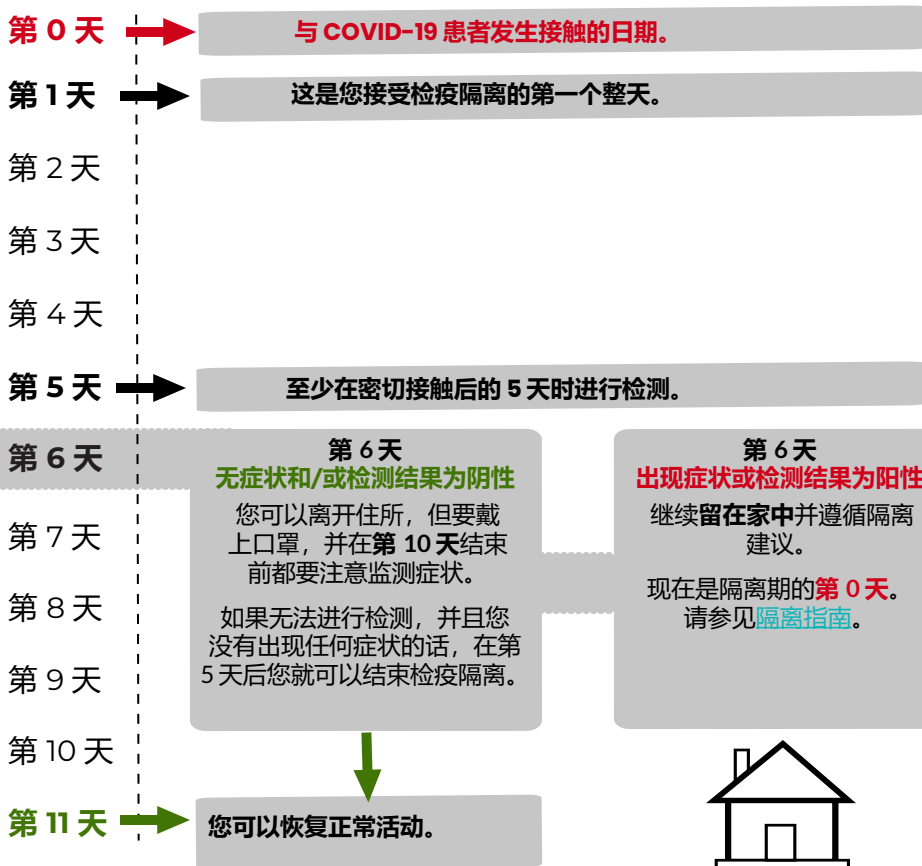 第 0 天
与 COVID-19 患者发生接触的日期。
第 1 天
这是您接受检疫隔离的第一个整天。
第 2 天
第 3 天
第 4 天
第 5 天
至少在密切接触后的 5 天时进行检测。
第 6 天
第 6 天
无症状和/或检测结果为阴性
您可以离开住所，但要戴
上口罩，并在第 10 天结束
前都要注意监测症状。
如果无法进行检测，并且您
没有出现任何症状的话，在第
5 天后您就可以结束检疫隔离。
第 6 天
出现症状或检测结果为阳性
继续留在家中并遵循隔离
建议。
现在是隔离期的第 0 天。
请参见隔离指南。
第 7 天
第 8 天
第 9 天
第 10 天
第 11 天
您可以恢复正常活动。